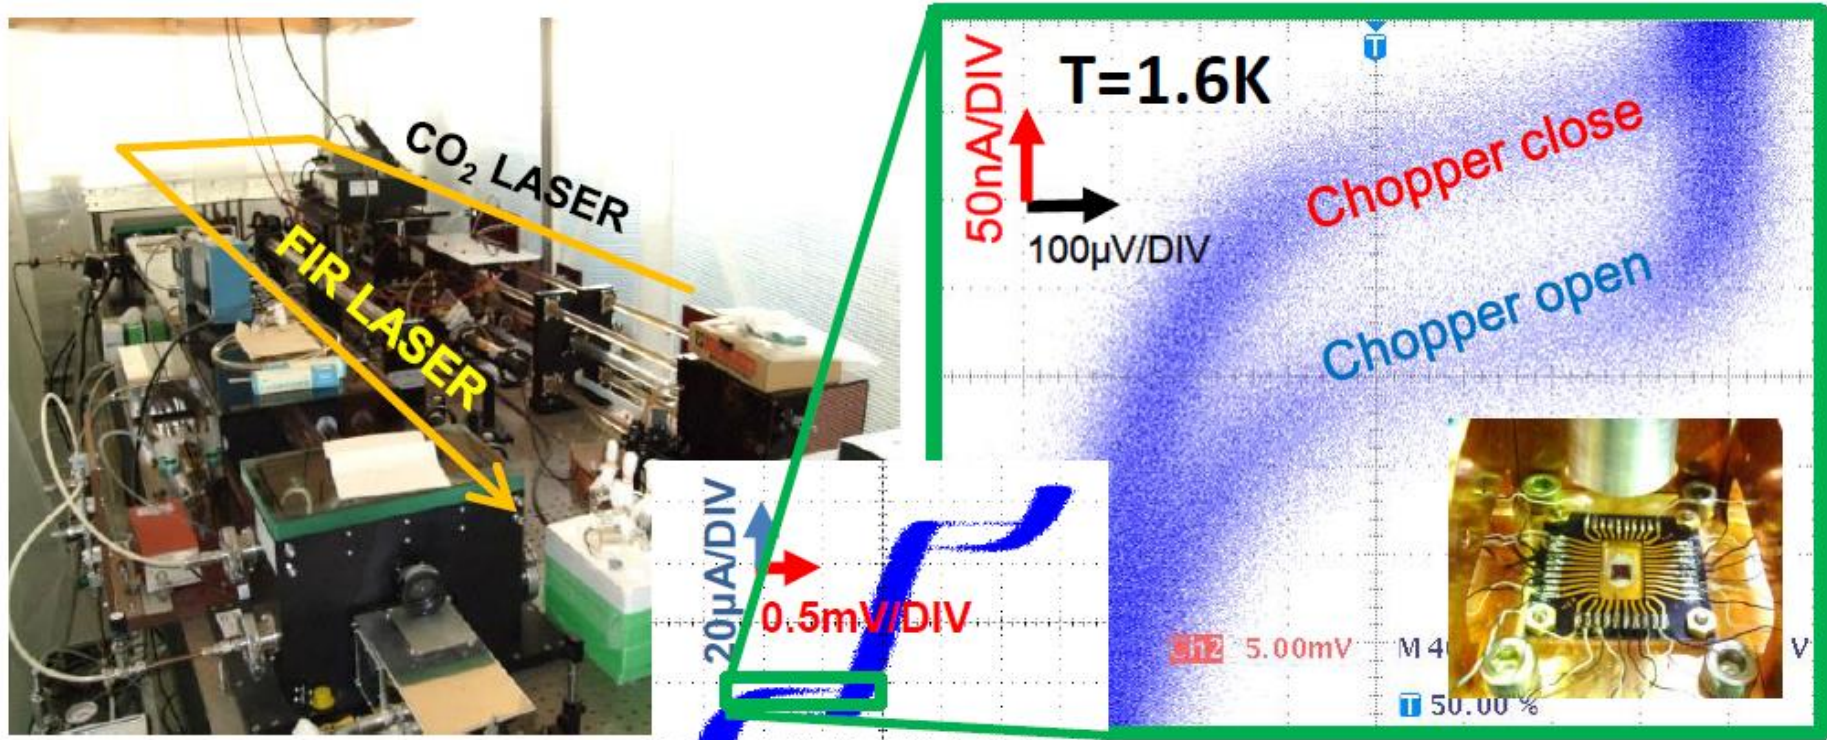 CO₂ LASER
FIR LASER
T=1.6K
50nA/DIV
100µV/DIV
Chopper close
Chopper open
20µA/DIV
0.5mV/DIV
Ch2 5.00mV M 4 V
T
T 50.00 %